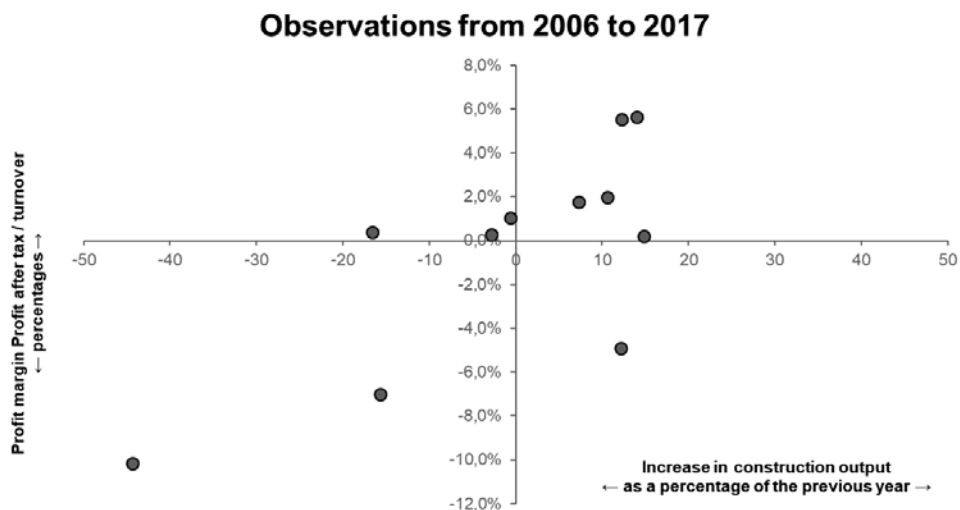 Observations from 2006 to 2017
Profit margin Profit after tax / turnover
← percentages →
8,0%
6,0%
4,0%
2,0%
0,0%
-50 -40 -30 -20 -10 0 10 20 30 40 50
-2,0%
-4,0%
-6,0%
-8,0%
-10,0%
-12,0%
Increase in construction output
← as a percentage of the previous year →